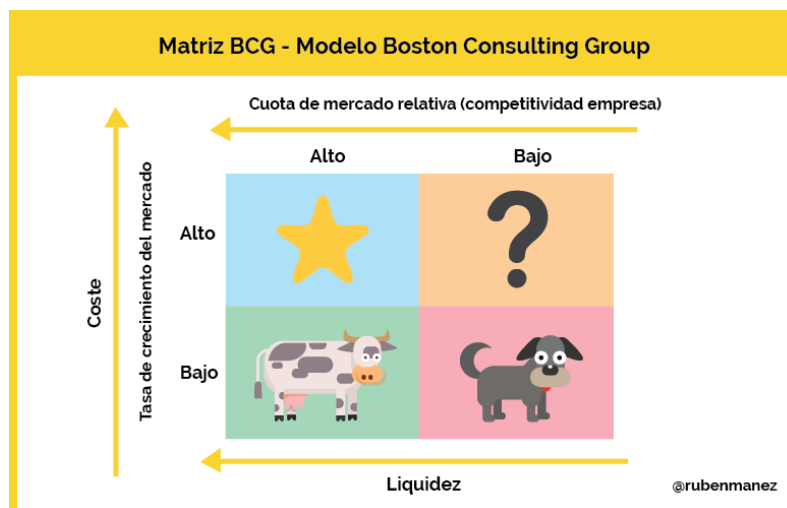 Matriz BCG - Modelo Boston Consulting Group
Cuota de mercado relativa (competitividad empresa)
Alto
Bajo
Coste
Tasa de crecimiento del mercado
Alto
?
Bajo
Liquidez
@rubenmanez